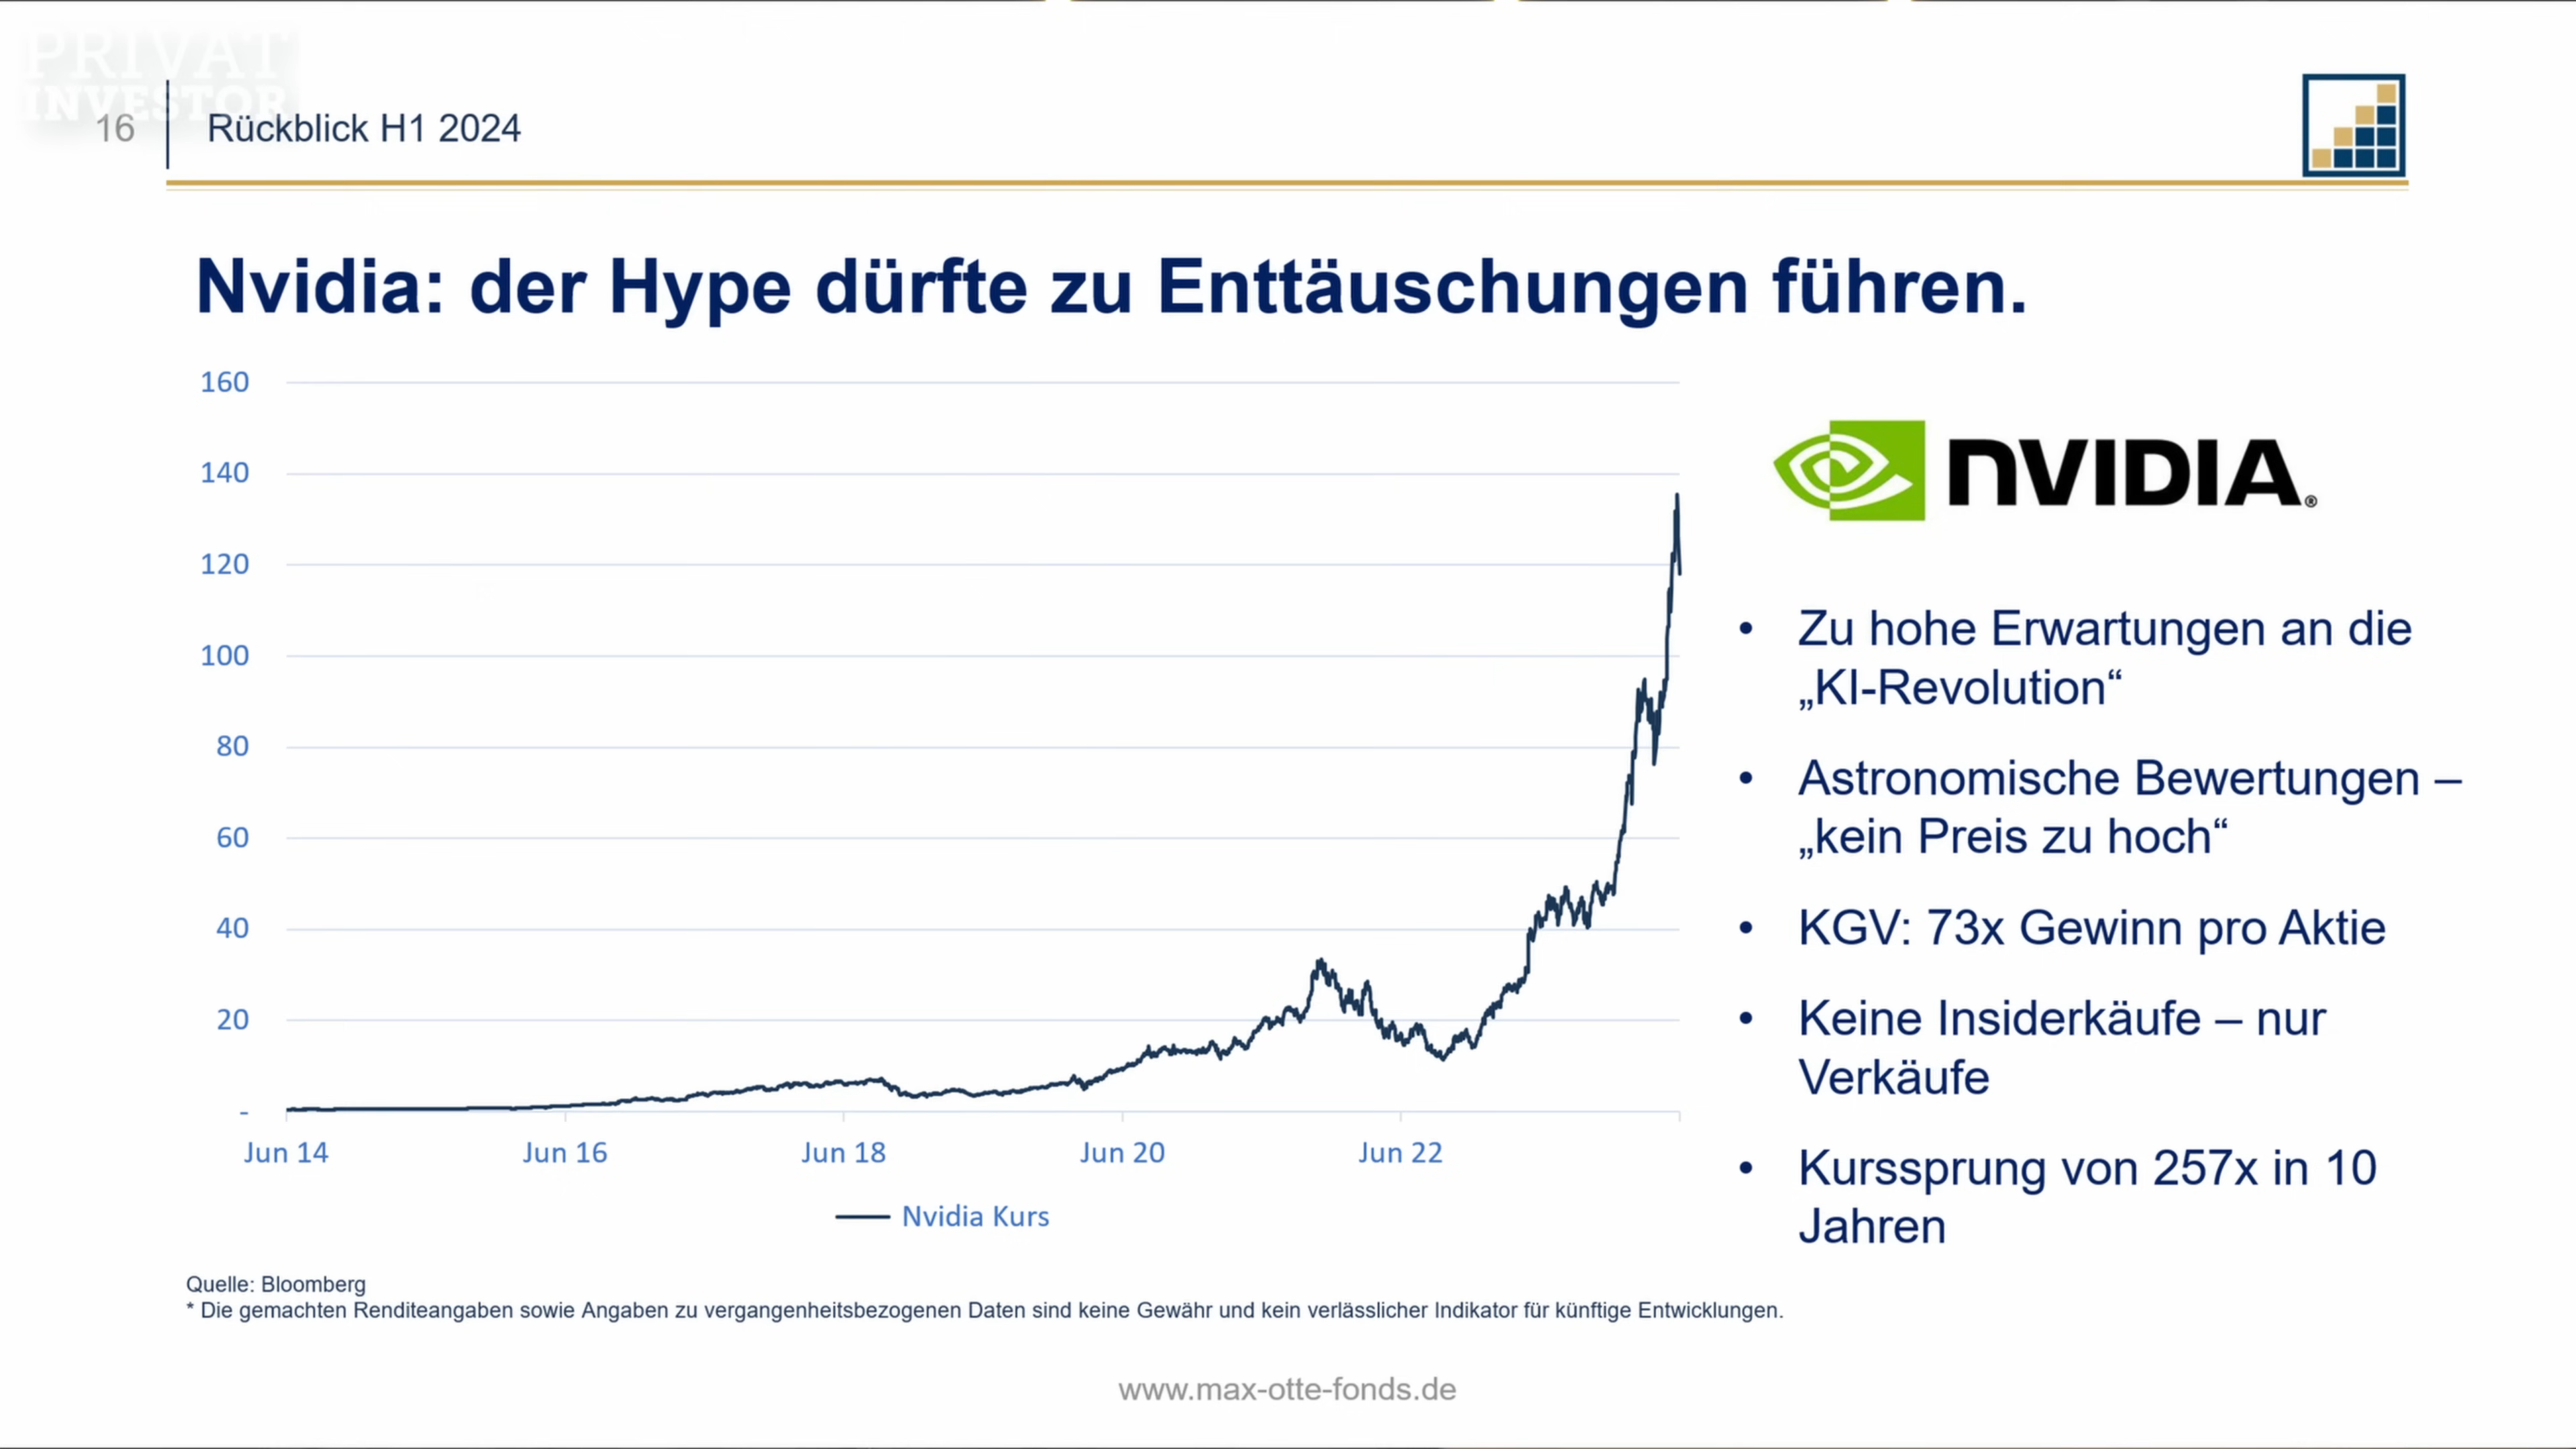 PRIVAT
INVESTOR
16
Rückblick H1 2024
Nvidia: der Hype dürfte zu Enttäuschungen führen.
160
140
120
100
80
60
40
20
-
Jun 14
Jun 16
Jun 18
Jun 20
Jun 22
Nvidia Kurs
NVIDIA®
• Zu hohe Erwartungen an die
„KI-Revolution“
• Astronomische Bewertungen –
„kein Preis zu hoch“
• KGV: 73x Gewinn pro Aktie
• Keine Insiderkäufe – nur
Verkäufe
• Kurssprung von 257x in 10
Jahren
Quelle: Bloomberg
* Die gemachten Renditeangaben sowie Angaben zu vergangenheitsbezogenen Daten sind keine Gewähr und kein verlässlicher Indikator für künftige Entwicklungen.
www.max-otte-fonds.de